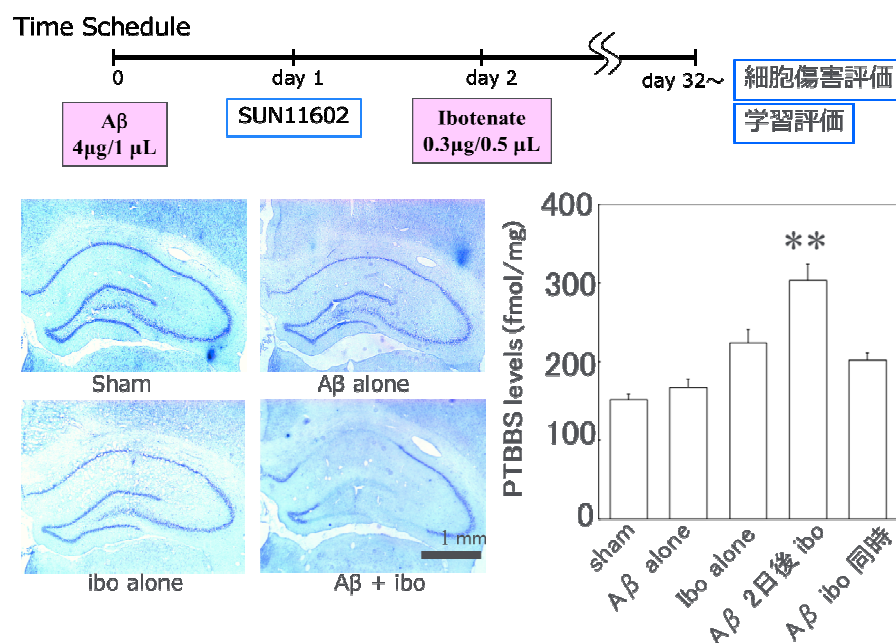 Time Schedule
0
day 1
day 2
day 32～
Aβ
4μg/1 μL
SUN11602
Ibotenate
0.3μg/0.5 μL
細胞傷害評価
学習評価
Sham
Aβ alone
ibo alone
Aβ + ibo
1 mm
PTBBS levels (fmol/mg)
400
300
200
100
0
**
sham
Aβ alone
Ibo alone
Aβ 2日後 ibo
Aβ ibo 同時